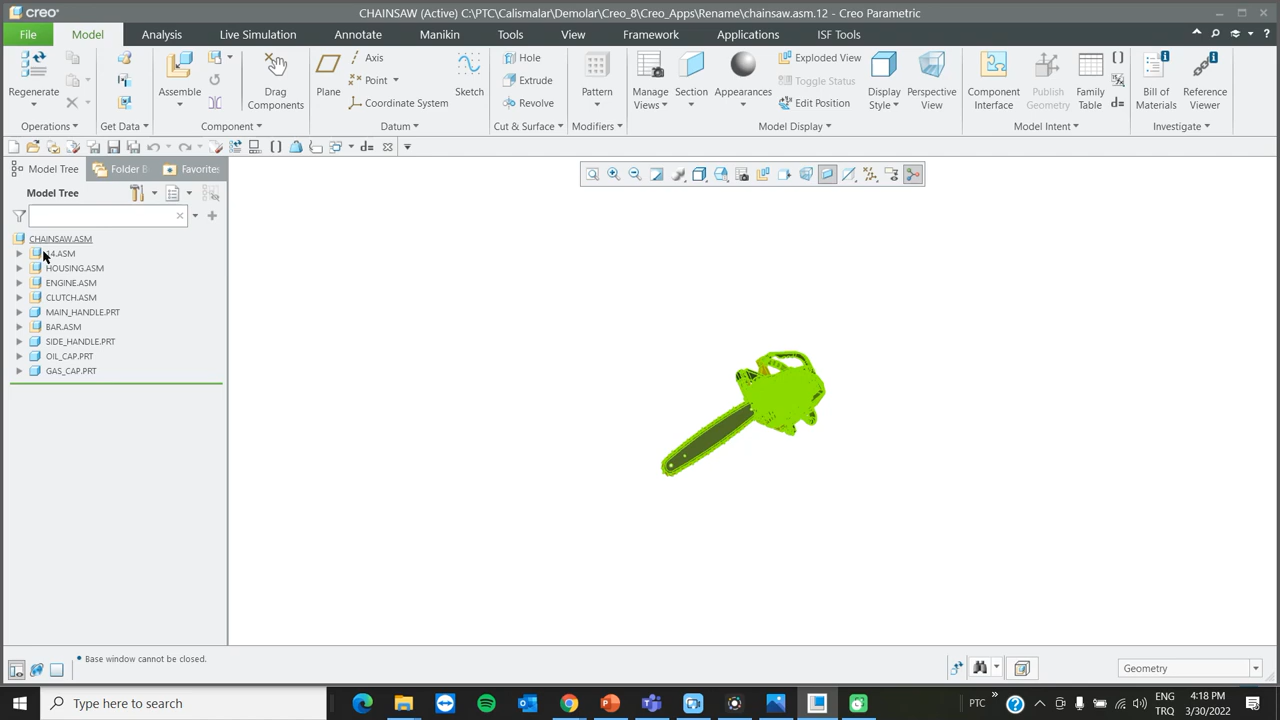 creo
CHAINSAW (Active) C:\PTC\Calismalar\Demolar\Creo_8\Creo_Apps\Rename\chainsaw.asm.12 - Creo Parametric
File
Model
Analysis
Live Simulation
Annotate
Manikin
Tools
View
Framework
Applications
ISF Tools
Regenerate
Operations
Get Data
Assemble
Drag Components
Component
Plane
Axis
Point
Coordinate System
Sketch
Datum
Hole
Extrude
Revolve
Cut & Surface
Pattern
Modifiers
Manage Views
Section
Appearances
Exploded View
Toggle Status
Edit Position
Display Style
Perspective View
Model Display
Component Interface
Publish Geometry
Family Table
Model Intent
Bill of Materials
Reference Viewer
Investigate
Model Tree
Folder B
Favorites
Model Tree
CHAINSAW.ASM
14.ASM
HOUSING.ASM
ENGINE.ASM
CLUTCH.ASM
MAIN_HANDLE.PRT
BAR.ASM
SIDE_HANDLE.PRT
OIL_CAP.PRT
GAS_CAP.PRT
Base window cannot be closed.
Geometry
Type here to search
PTC
ENG
TRQ
4:18 PM
3/30/2022